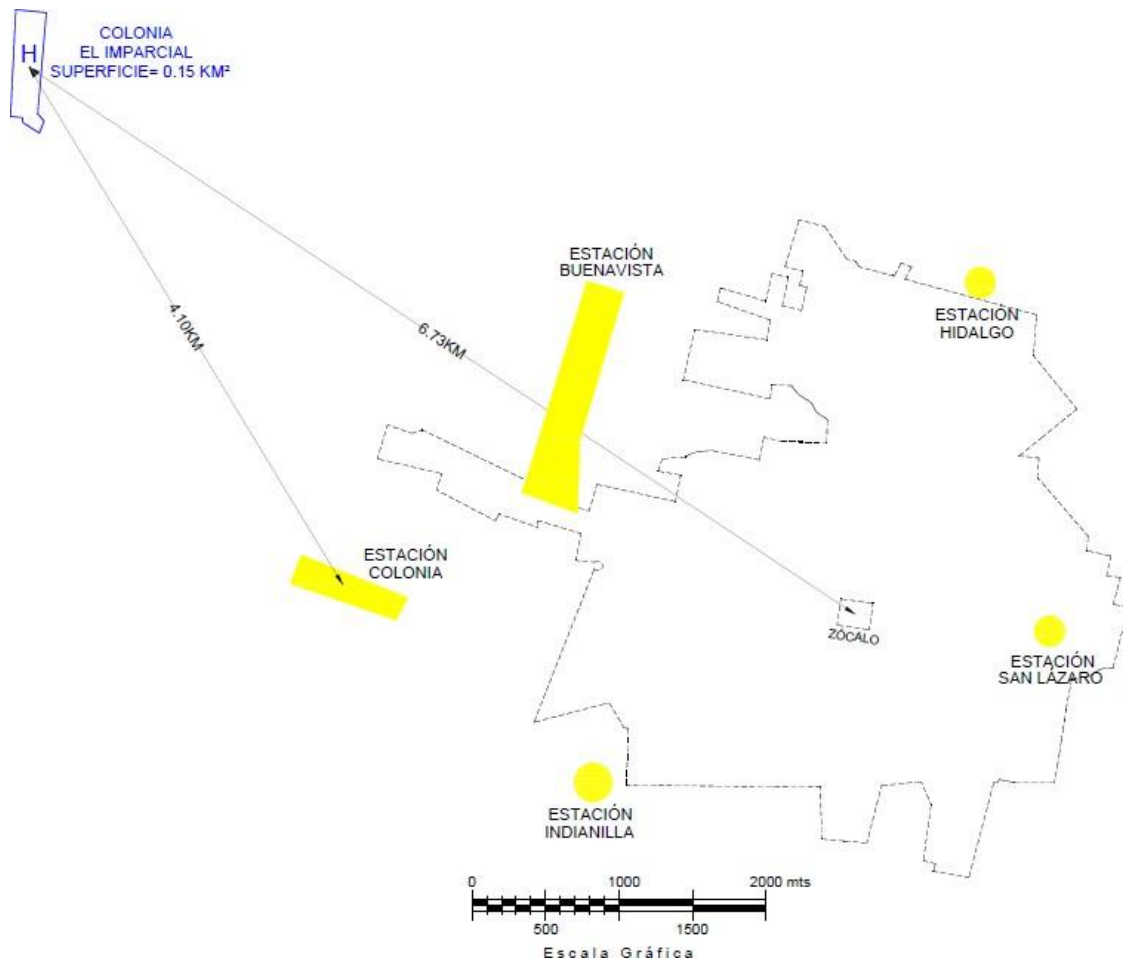 COLONIA
EL IMPARCIAL
SUPERFICIE= 0.15 KM²
H
ESTACIÓN
BUENAVISTA
ESTACIÓN
HIDALGO
4.10KM
6.73KM
ESTACIÓN
COLONIA
ZÓCALO
ESTACIÓN
SAN LÁZARO
ESTACIÓN
INDIANILLA
0 1000 2000 mts
500 1500
Escala Gráfica